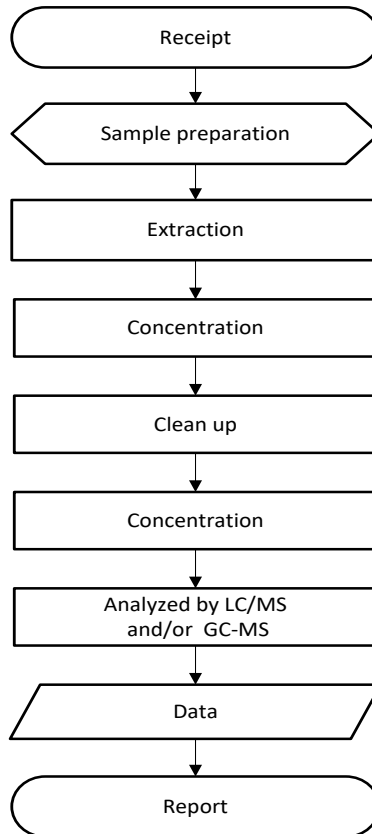 Receipt
Sample preparation
Extraction
Concentration
Clean up
Concentration
Analyzed by LC/MS
and/or GC-MS
Data
Report